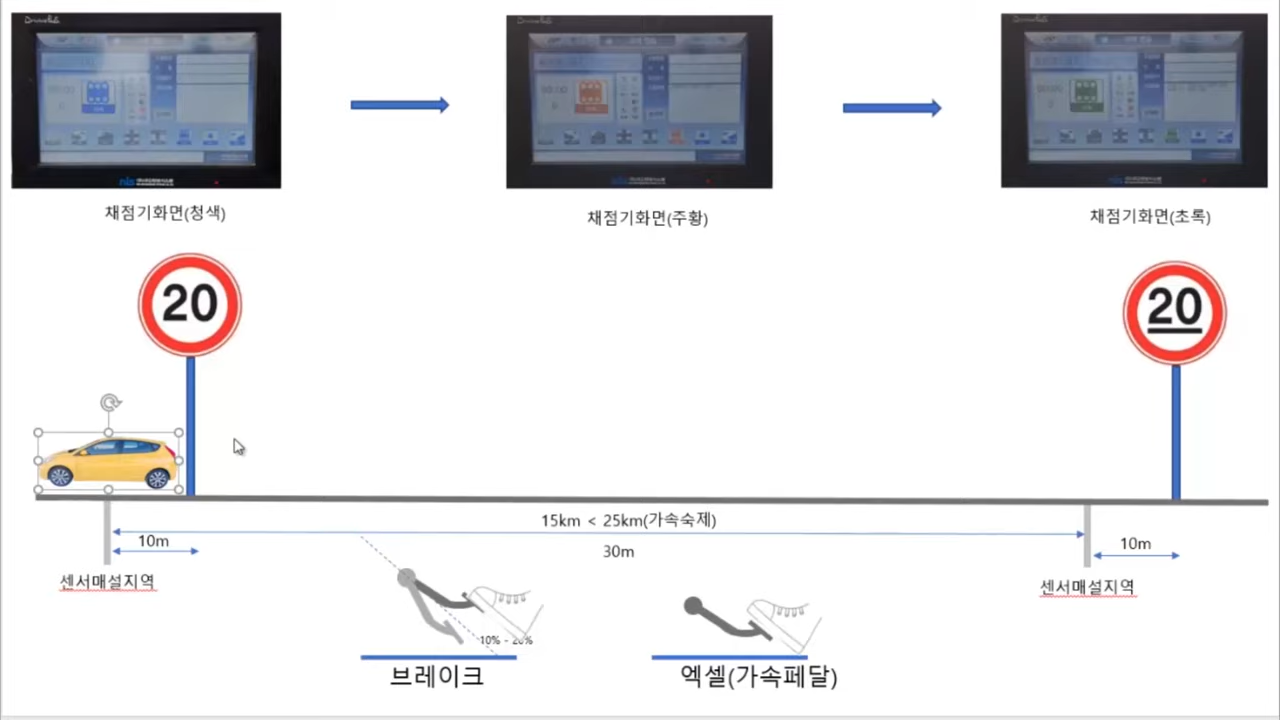 채점기화면(청색)
채점기화면(주황)
채점기화면(초록)
20
20
15km < 25km(가속숙제)
10m
30m
10m
센서매설지역
센서매설지역
10% - 20%
브레이크
엑셀(가속페달)